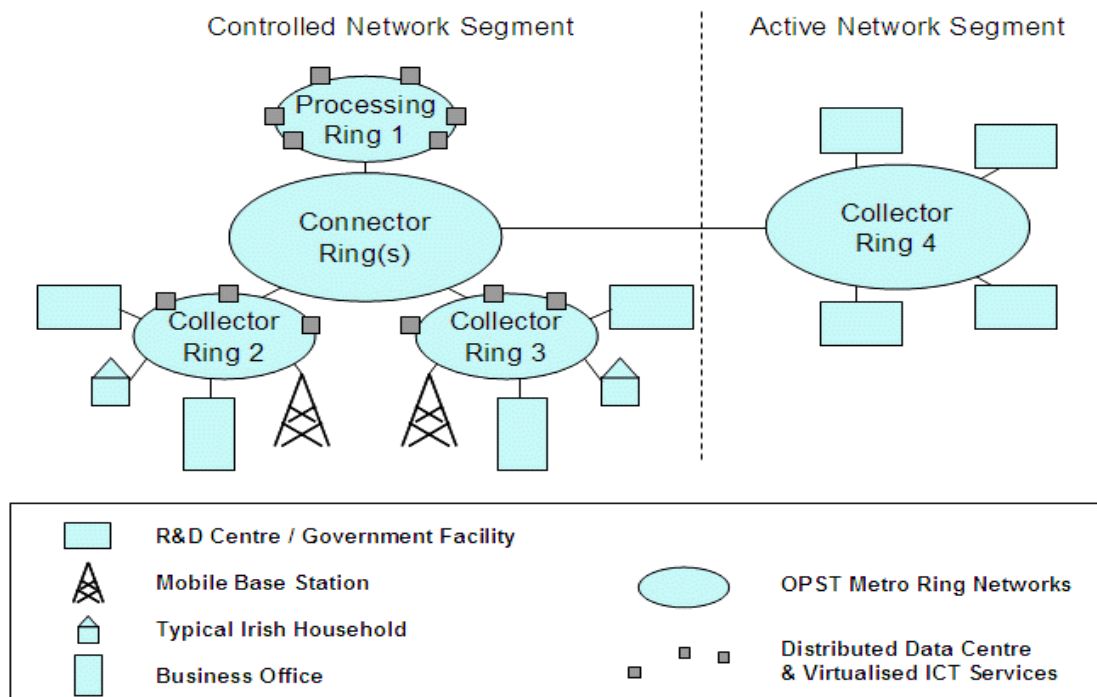 Controlled Network Segment
Active Network Segment
Processing
Ring 1
Connector
Ring(s)
Collector
Ring 4
Collector
Ring 2
Collector
Ring 3
R&D Centre / Government Facility
Mobile Base Station
Typical Irish Household
Business Office
OPST Metro Ring Networks
Distributed Data Centre
& Virtualised ICT Services